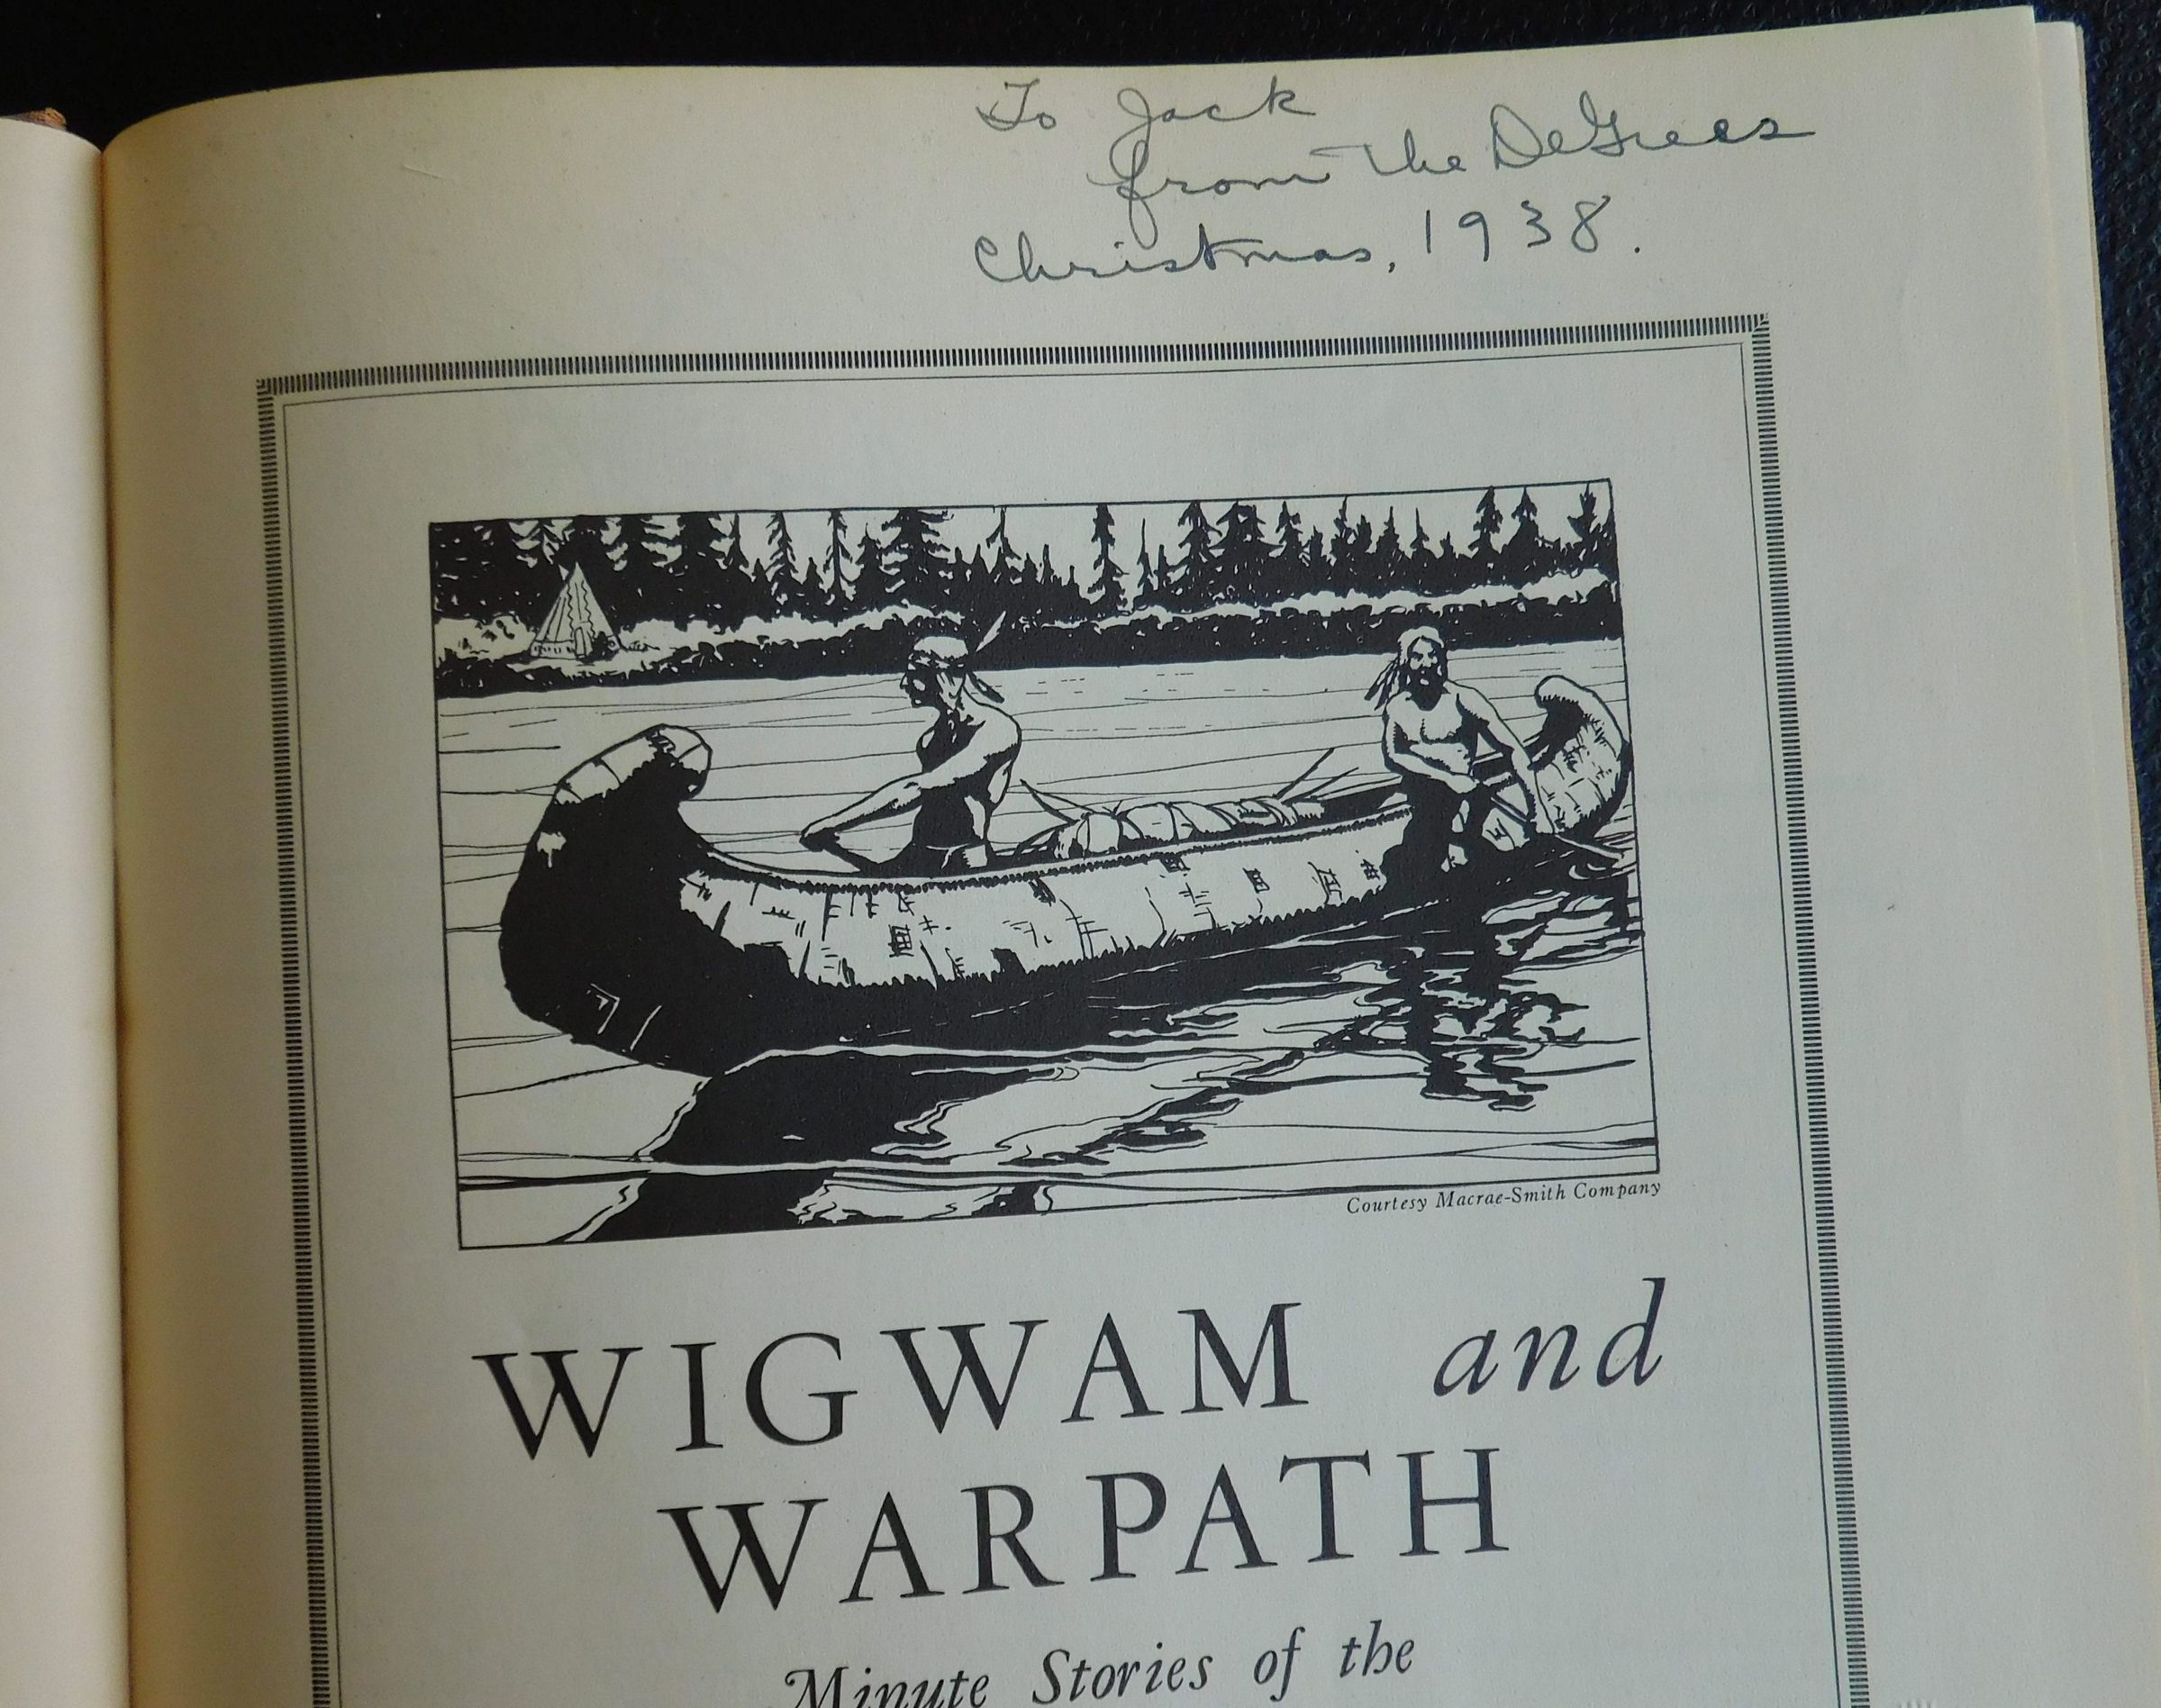 To Jack
from the DeGrees
Christmas, 1938.
Courtesy Macrae-Smith Company
WIGWAM and
WARPATH
Minute Stories of the